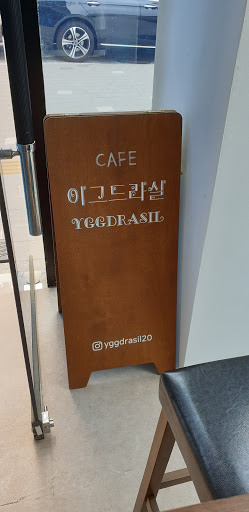 CAFE
이그드라실
YGGDRASIL
yggdrasil20